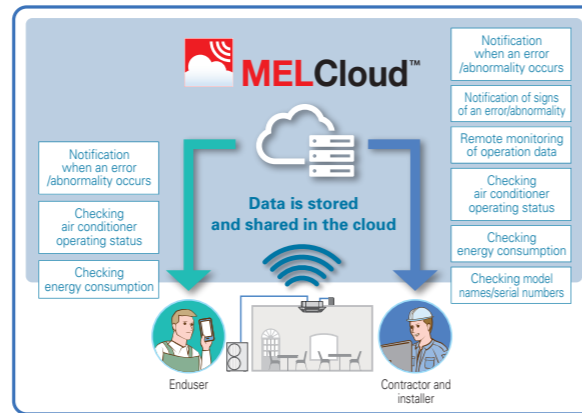 MELCloud™
Notification
when an error
/abnormality occurs
Checking
air conditioner
operating status
Checking
energy consumption
Data is stored
and shared in the cloud
Notification
when an error
/abnormality occurs
Notification of signs
of an error/abnormality
Remote monitoring
of operation data
Checking
air conditioner
operating status
Checking
energy consumption
Checking model
names/serial numbers
Enduser
Contractor and
installer